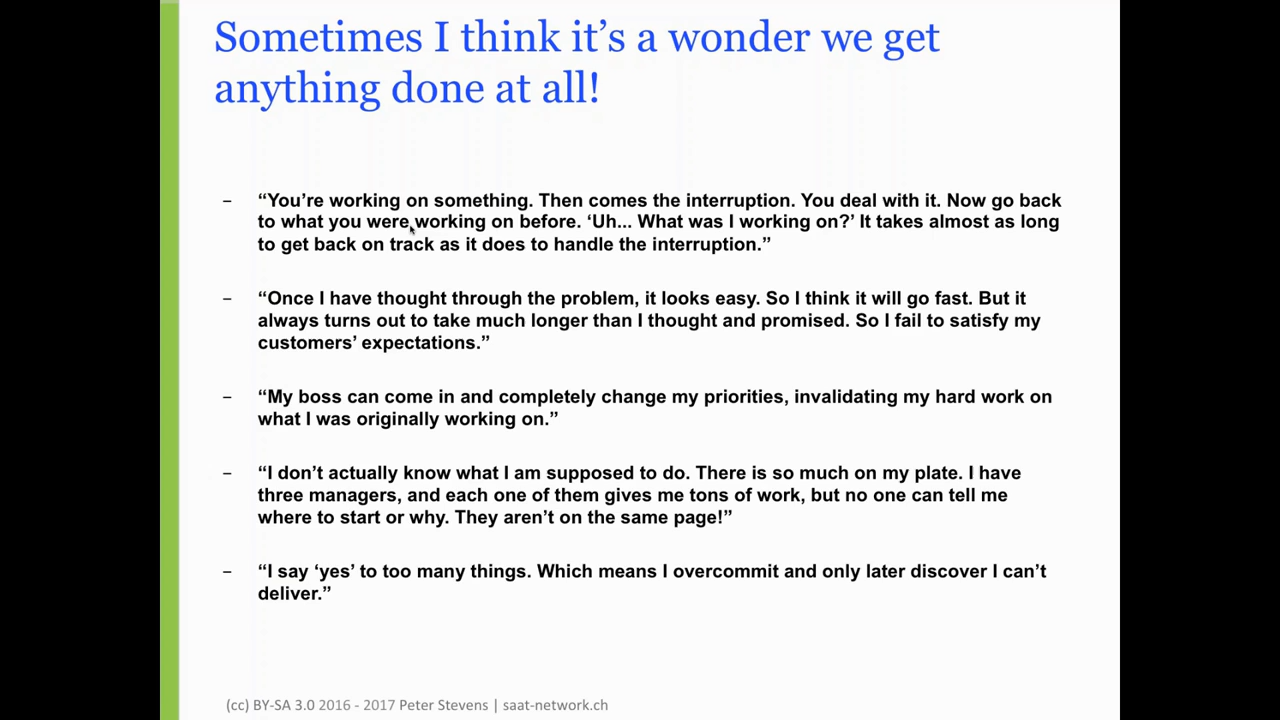 Sometimes I think it’s a wonder we get
anything done at all!
– “You’re working on something. Then comes the interruption. You deal with it. Now go back
to what you were working on before. ‘Uh... What was I working on?’ It takes almost as long
to get back on track as it does to handle the interruption.”
– “Once I have thought through the problem, it looks easy. So I think it will go fast. But it
always turns out to take much longer than I thought and promised. So I fail to satisfy my
customers’ expectations.”
– “My boss can come in and completely change my priorities, invalidating my hard work on
what I was originally working on.”
– “I don’t actually know what I am supposed to do. There is so much on my plate. I have
three managers, and each one of them gives me tons of work, but no one can tell me
where to start or why. They aren’t on the same page!”
– “I say ‘yes’ to too many things. Which means I overcommit and only later discover I can’t
deliver.”
(cc) BY-SA 3.0 2016 - 2017 Peter Stevens | saat-network.ch